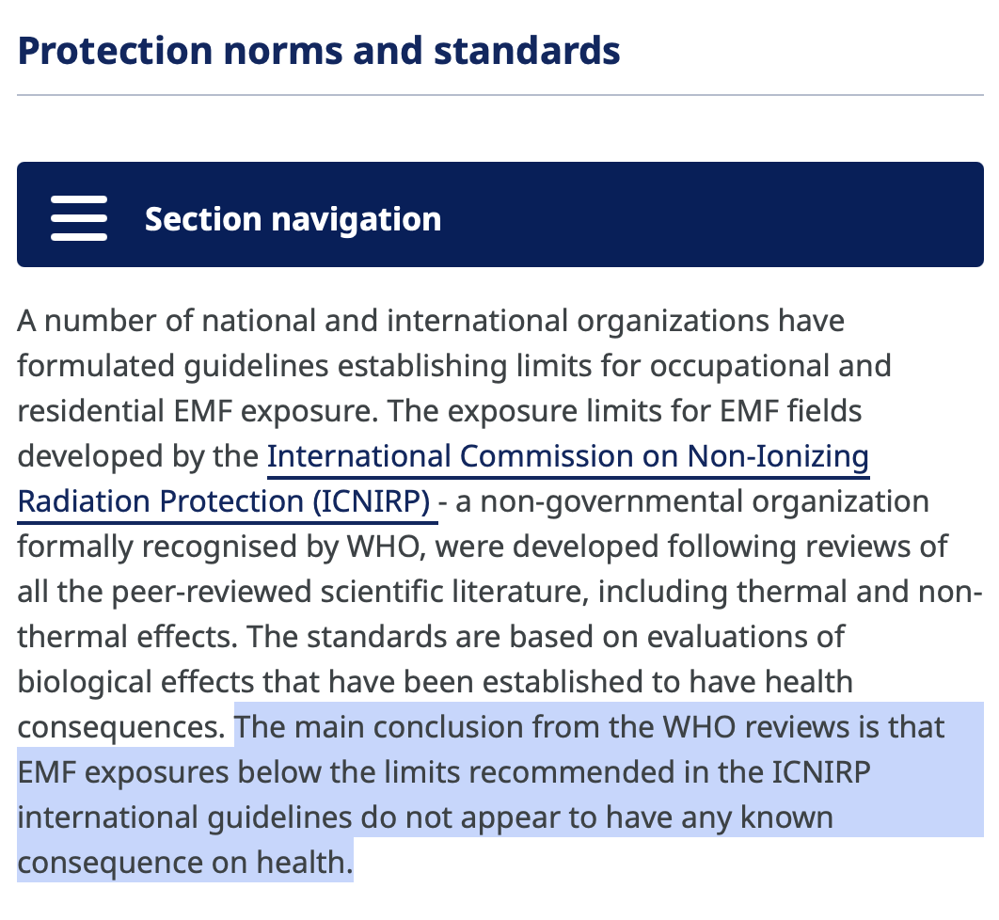 Protection norms and standards
Section navigation
A number of national and international organizations have
formulated guidelines establishing limits for occupational and
residential EMF exposure. The exposure limits for EMF fields
developed by the International Commission on Non-Ionizing
Radiation Protection (ICNIRP) - a non-governmental organization
formally recognised by WHO, were developed following reviews of
all the peer-reviewed scientific literature, including thermal and non-
thermal effects. The standards are based on evaluations of
biological effects that have been established to have health
consequences. The main conclusion from the WHO reviews is that
EMF exposures below the limits recommended in the ICNIRP
international guidelines do not appear to have any known
consequence on health.